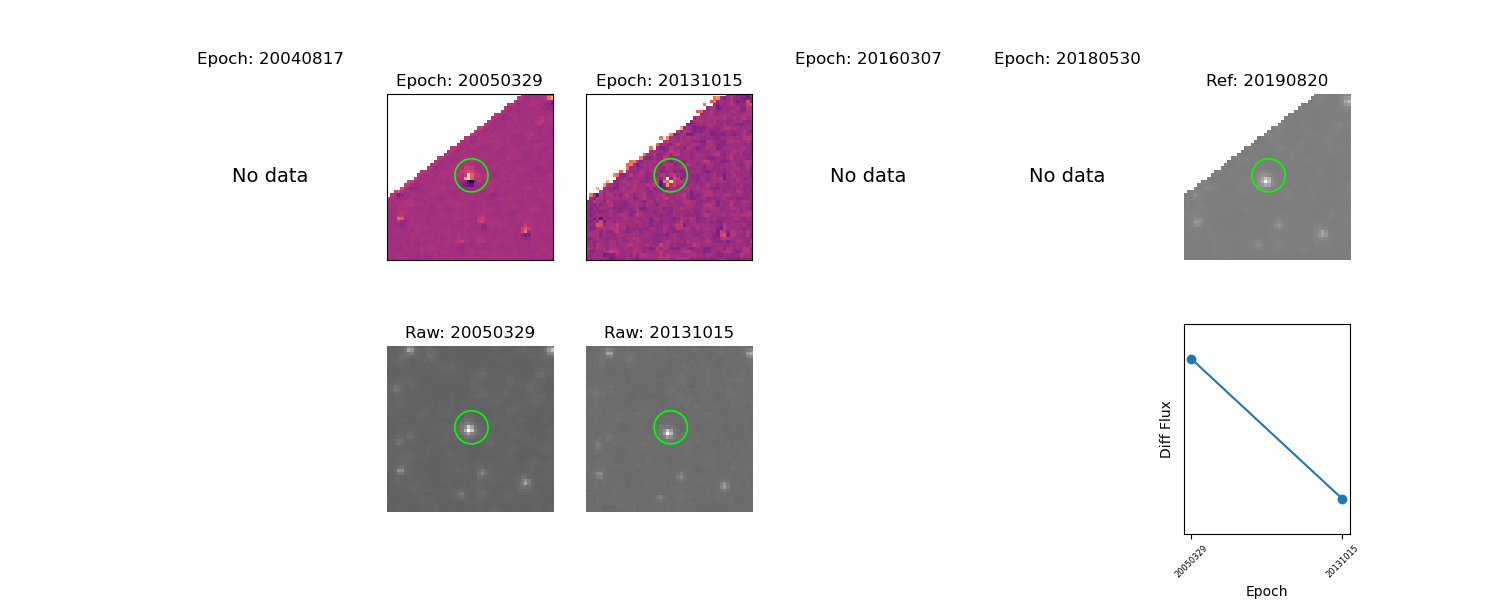 Epoch: 20040817
Epoch: 20050329
Epoch: 20131015
Epoch: 20160307
Epoch: 20180530
Ref: 20190820
No data
No data
No data
Raw: 20050329
Raw: 20131015
Diff Flux
20050329
20131015
Epoch